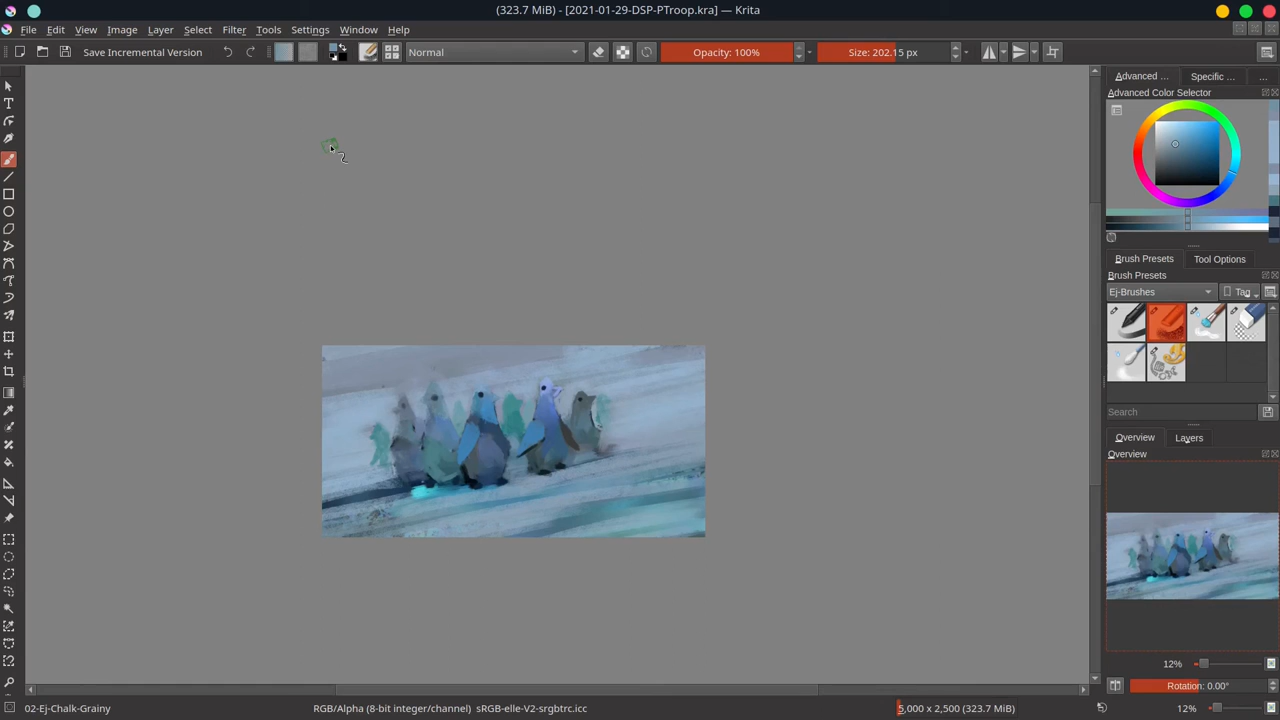 (323.7 MiB) - [2021-01-29-DSP-PTroop.kra] — Krita
File Edit View Image Layer Select Filter Tools Settings Window Help
Save Incremental Version Normal Opacity: 100% Size: 202.15 px
Advanced ... Specific ... ...
Advanced Color Selector
Brush Presets Tool Options
Brush Presets
Ej-Brushes Tag
Search
Overview Layers
Overview
12%
Rotation: 0.00°
02-Ej-Chalk-Grainy RGB/Alpha (8-bit integer/channel) sRGB-elle-V2-srgbtrc.icc 5,000 x 2,500 (323.7 MiB) 12%